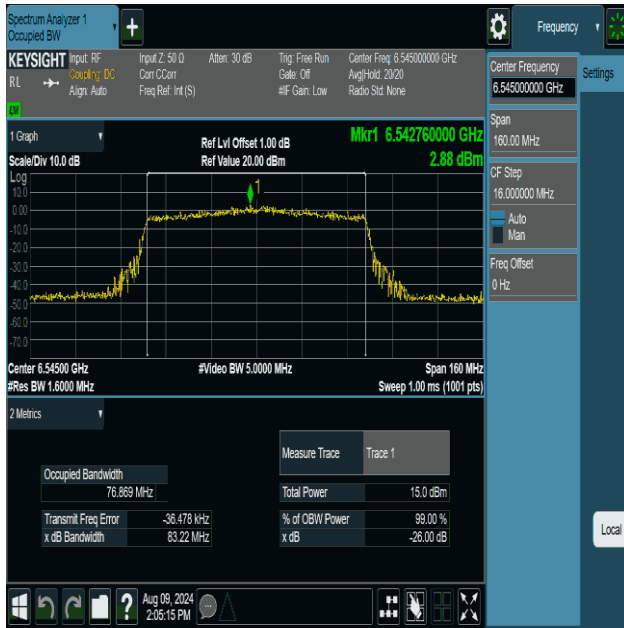 Spectrum Analyzer 1
Occupied BW
Frequency
KEYSIGHT
RL
Input: RF
Coupling: DC
Align: Auto
Input Z: 50 Ω
Corr CCorr
Freq Ref: Int (S)
Atten: 30 dB
Trig: Free Run
Gate: Off
#IF Gain: Low
Center Freq: 6.545000000 GHz
Avg|Hold: 20/20
Radio Std: None
Center Frequency
6.545000000 GHz
Settings
Span
160.00 MHz
CF Step
16.000000 MHz
Auto
Man
Freq Offset
0 Hz
Local
1 Graph
Ref Lvl Offset 1.00 dB
Mkr1 6.542760000 GHz
Scale/Div 10.0 dB
Ref Value 20.00 dBm
2.88 dBm
Log
1
10.0
0.00
-10.0
-20.0
-30.0
-40.0
-50.0
-60.0
-70.0
Center 6.54500 GHz
#Video BW 5.0000 MHz
Span 160 MHz
#Res BW 1.6000 MHz
Sweep 1.00 ms (1001 pts)
2 Metrics
Measure Trace
Trace 1
Occupied Bandwidth
76.869 MHz
Total Power
15.0 dBm
Transmit Freq Error
-36.478 kHz
% of OBW Power
99.00 %
x dB Bandwidth
83.22 MHz
x dB
-26.00 dB
Aug 09, 2024
2:05:15 PM